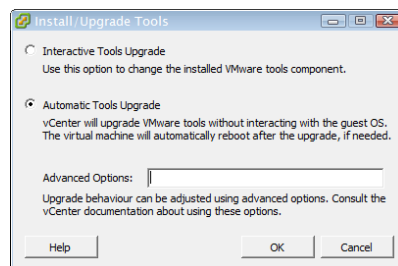 Install/Upgrade Tools
Interactive Tools Upgrade
Use this option to change the installed VMware tools component.
Automatic Tools Upgrade
vCenter will upgrade VMware tools without interacting with the guest OS.
The virtual machine will automatically reboot after the upgrade, if needed.
Advanced Options:
Upgrade behaviour can be adjusted using advanced options. Consult the
vCenter documentation about using these options.
Help
OK
Cancel